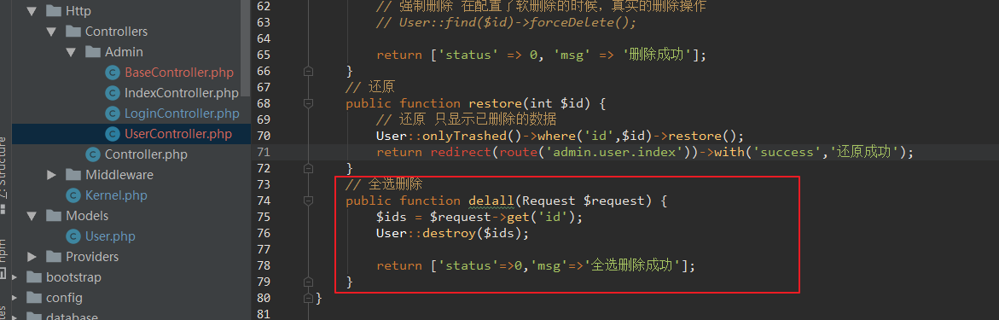 Http
Controllers
Admin
BaseController.php
IndexController.php
LoginController.php
UserController.php
Controller.php
Middleware
Kernel.php
Models
User.php
Providers
bootstrap
config
database
Z: Structure
npm
62 // 强制删除 在配置了软删除的时候，真实的删除操作
63 // User::find($id)->forceDelete();
64
65 return ['status' => 0, 'msg' => '删除成功'];
66 }
67 // 还原
68 public function restore(int $id) {
69 // 还原 只显示已删除的数据
70 User::onlyTrashed()->where('id',$id)->restore();
71 return redirect(route('admin.user.index'))->with('success','还原成功');
72 }
73 // 全选删除
74 public function delall(Request $request) {
75 $ids = $request->get('id');
76 User::destroy($ids);
77
78 return ['status'=>0,'msg'=>'全选删除成功'];
79 }
80 }
81